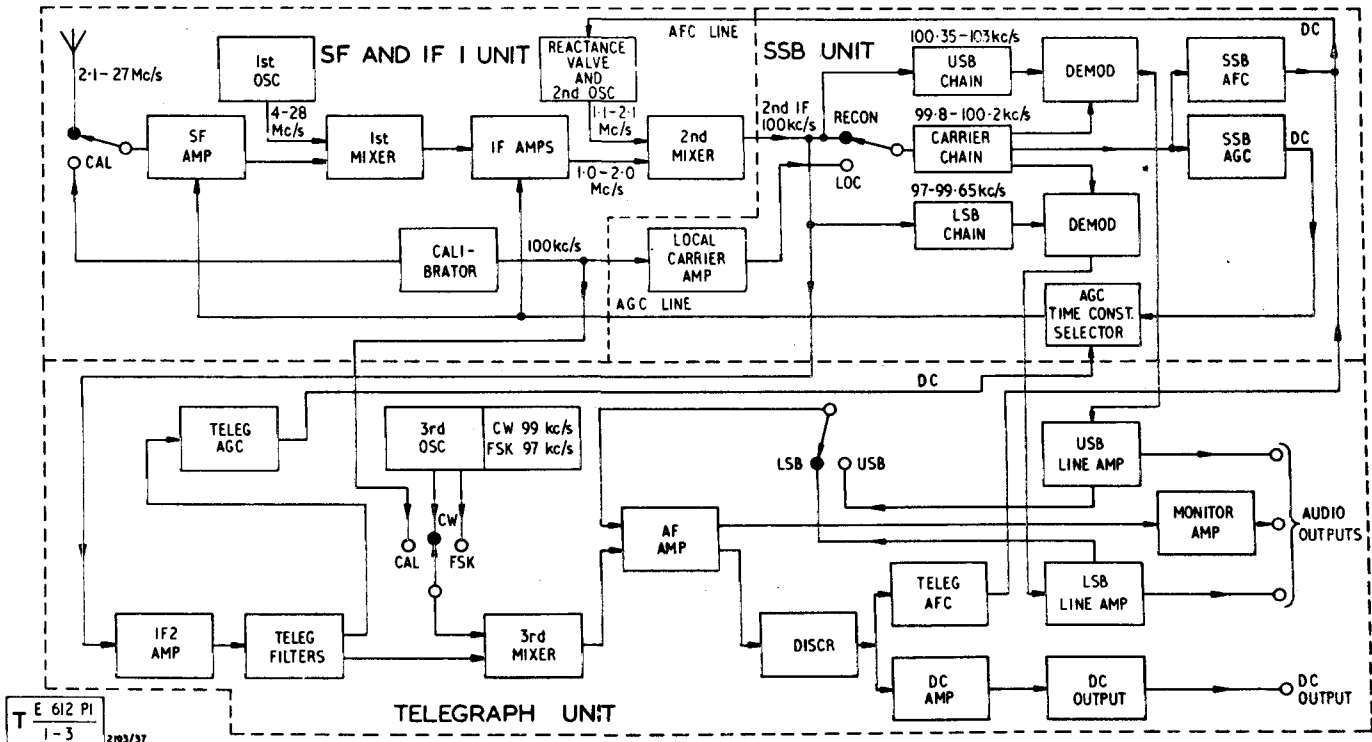 SF AND IF 1 UNIT
AFC LINE
SSB UNIT
DC
2·1-27Mc/s
1st
OSC
4-28
Mc/s
REACTANCE
VALVE
AND
2nd OSC
1·1-2·1
Mc/s
CAL
SF
AMP
1st
MIXER
IF AMPS
1·0-2·0
Mc/s
2nd
MIXER
2nd IF
100kc/s
RECON
LOC
100·35-103kc/s
USB
CHAIN
DEMOD
99·8-100·2kc/s
CARRIER
CHAIN
97-99·65kc/s
LSB
CHAIN
DEMOD
SSB
AFC
SSB
AGC
DC
CALI-
BRATOR
100kc/s
LOCAL
CARRIER
AMP
AGC LINE
AGC
TIME CONST.
SELECTOR
DC
TELEG
AGC
3rd
OSC
CW 99 kc/s
FSK 97 kc/s
CAL
CW
FSK
LSB
USB
USB
LINE AMP
AF
AMP
MONITOR
AMP
AUDIO
OUTPUTS
TELEG
AFC
LSB
LINE AMP
IF2
AMP
TELEG
FILTERS
3rd
MIXER
DISCR
DC
AMP
DC
OUTPUT
DC
OUTPUT
TELEGRAPH UNIT
T E 612 PI
1-3
2193/37